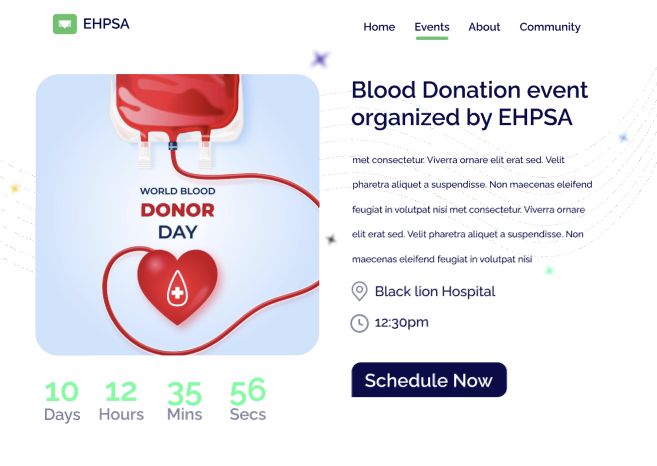 EHPSA
Home Events About Community
WORLD BLOOD
DONOR
DAY
10 12 35 56
Days Hours Mins Secs
Blood Donation event
organized by EHPSA
met consectetur. Viverra ornare elit erat sed. Velit
pharetra aliquet a suspendisse. Non maecenas eleifend
feugiat in volutpat nisi met consectetur. Viverra ornare
elit erat sed. Velit pharetra aliquet a suspendisse. Non
maecenas eleifend feugiat in volutpat nisi
Black lion Hospital
12:30pm
Schedule Now